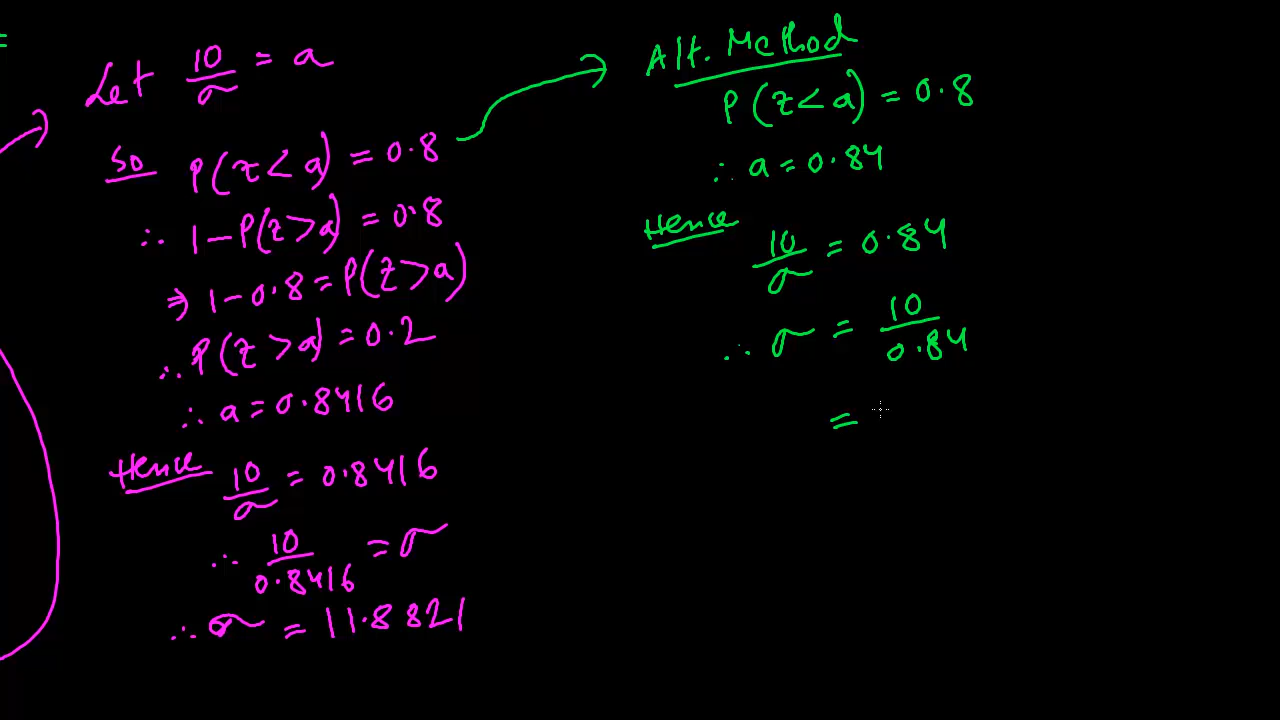 Let 10/σ = a
So P(z<a) = 0.8
∴ 1-P(z>a) = 0.8
⇒ 1-0.8 = P(z>a)
∴ P(z>a) = 0.2
∴ a = 0.8416
Hence 10/σ = 0.8416
∴ 10/0.8416 = σ
∴ σ = 11.8821
Alt. Method
P(z<a) = 0.8
∴ a = 0.84
Hence 10/σ = 0.84
∴ σ = 10/0.84
=